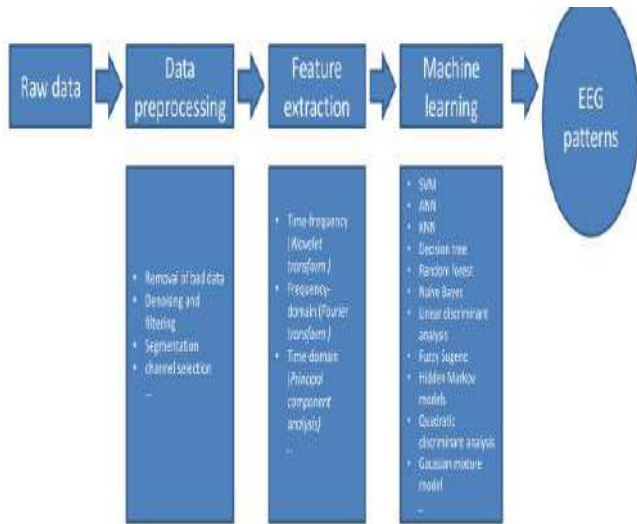 Raw data
Data
preprocessing
Feature
extraction
Machine
learning
EEG
patterns
• Removal of bad data
• Denoising and
filtering
• Segmentation
• channel selection
...
• Time-frequency
(Wavelet
transform )
• Frequency-
domain (Fourier
transform )
• Time-domain
(Principal
component
analysis)
...
• SVM
• ANN
• KNN
• Decision tree
• Random forest
• Naive Bayes
• Linear discriminant
analysis
• Fuzzy Sugeno
• Hidden Markov
models
• Quadratic
discriminant analysis
• Gaussian mixture
model
...